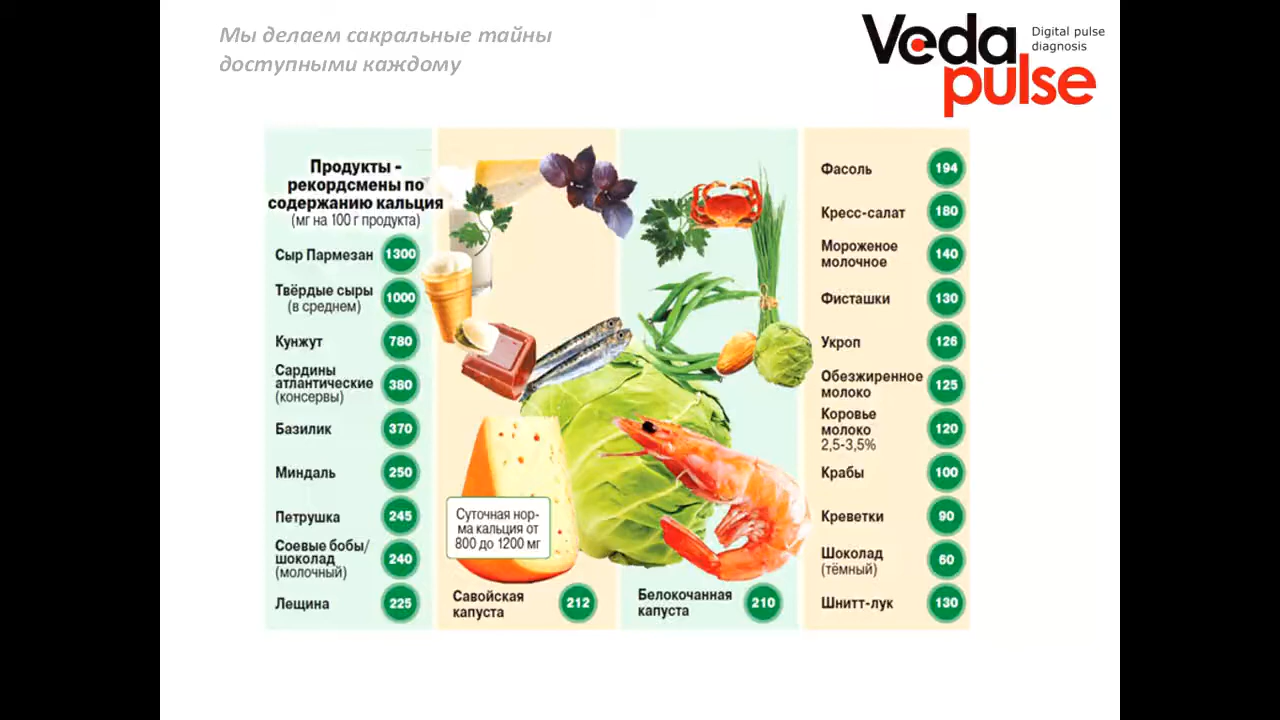 Мы делаем сакральные тайны
доступными каждому
Veda
pulse
Digital pulse
diagnosis
Продукты -
рекордсмены по
содержанию кальция
(мг на 100 г продукта)
Сыр Пармезан 1300
Твёрдые сыры
(в среднем) 1000
Кунжут 780
Сардины
атлантические
(консервы) 380
Базилик 370
Миндаль 250
Петрушка 245
Соевые бобы/
шоколад
(молочный) 240
Лещина 225
Суточная нор-
ма кальция от
800 до 1200 мг
Савойская
капуста 212
Белокочанная
капуста 210
Фасоль 194
Кресс-салат 180
Мороженое
молочное 140
Фисташки 130
Укроп 126
Обезжиренное
молоко 125
Коровье
молоко
2,5-3,5% 120
Крабы 100
Креветки 90
Шоколад
(тёмный) 60
Шнитт-лук 130